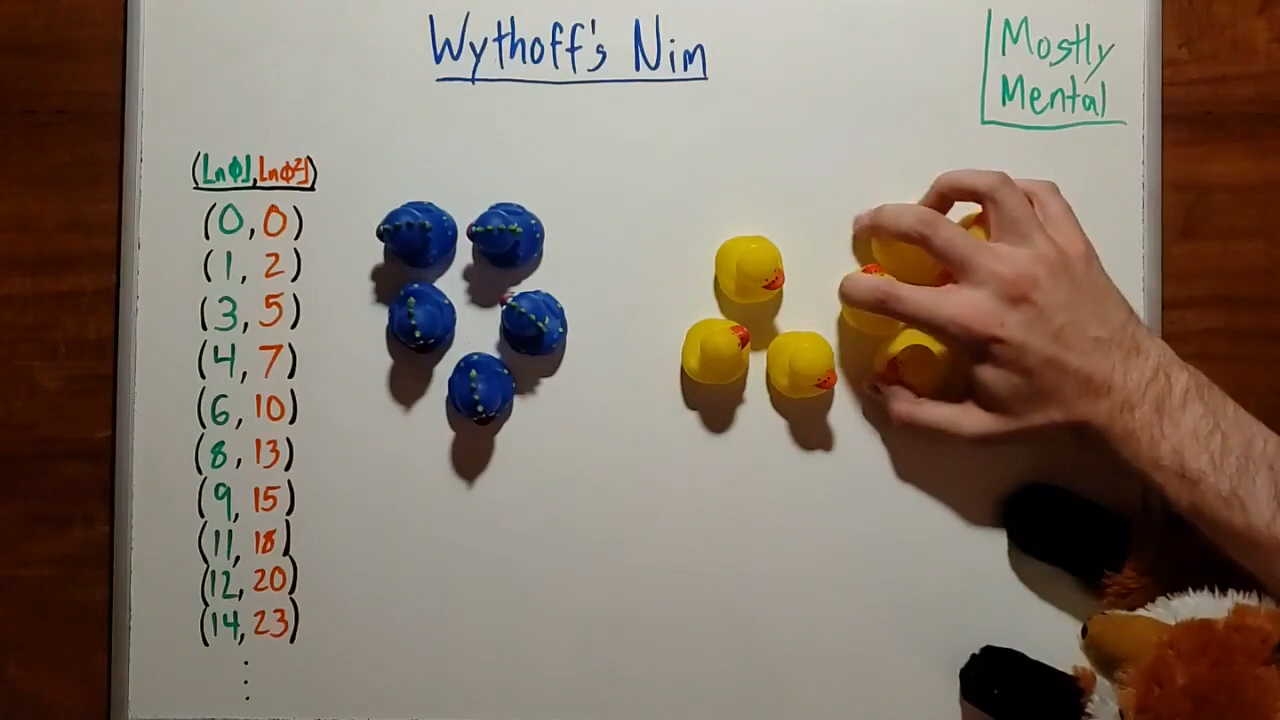 Wythoff's Nim
Mostly
Mental
(⌊nϕ⌋,⌊nϕ²⌋)
(0,0)
(1,2)
(3,5)
(4,7)
(6,10)
(8,13)
(9,15)
(11,18)
(12,20)
(14,23)
⋮